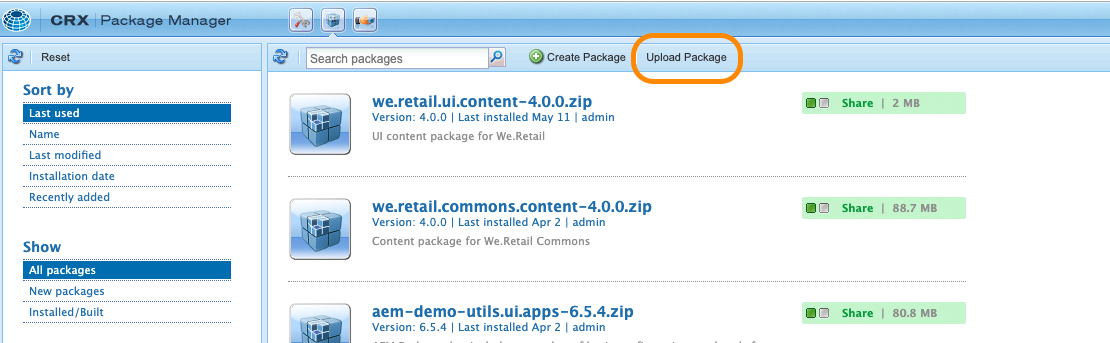 CRX | Package Manager
Reset
Search packages
Create Package
Upload Package
Sort by
Last used
Name
Last modified
Installation date
Recently added
Show
All packages
New packages
Installed/Built
we.retail.ui.content-4.0.0.zip
Version: 4.0.0 | Last installed May 11 | admin
UI content package for We.Retail
Share | 2 MB
we.retail.commons.content-4.0.0.zip
Version: 4.0.0 | Last installed Apr 2 | admin
Content package for We.Retail Commons
Share | 88.7 MB
aem-demo-utils.ui.apps-6.5.4.zip
Version: 6.5.4 | Last installed Apr 2 | admin
Share | 80.8 MB